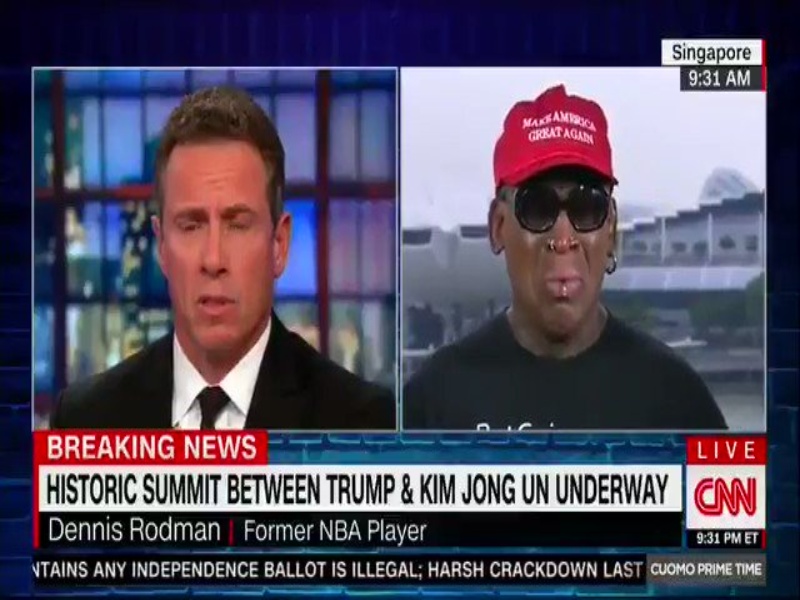 Singapore
9:31 AM
MAKE AMERICA
GREAT AGAIN
BREAKING NEWS
HISTORIC SUMMIT BETWEEN TRUMP & KIM JONG UN UNDERWAY
Dennis Rodman | Former NBA Player
LIVE
CNN
9:31 PM ET
NTAINS ANY INDEPENDENCE BALLOT IS ILLEGAL; HARSH CRACKDOWN LAST
CUOMO PRIME TIME